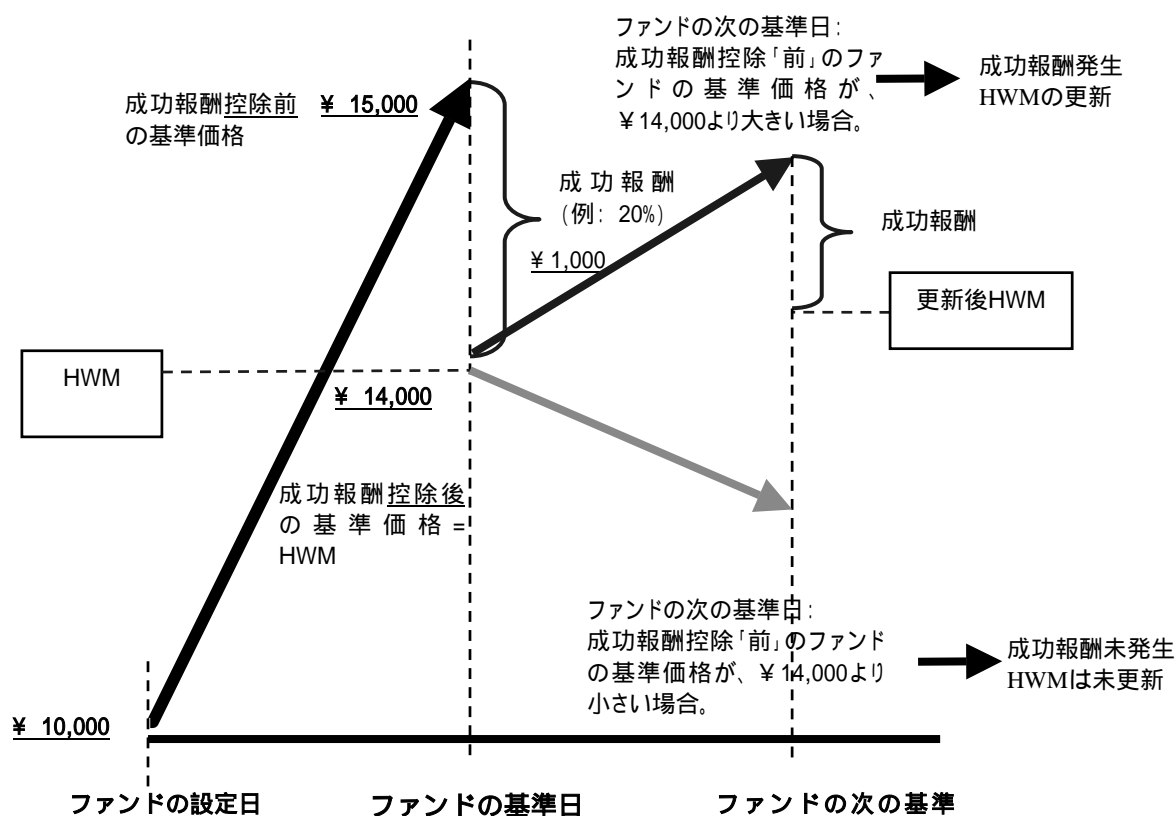 ファンドの次の基準日：
成功報酬控除「前」のファ
ンドの基準価格が、
￥14,000より大きい場合。
成功報酬発生
HWMの更新
成功報酬控除前
の基準価格
¥ 15,000
成功報酬
(例: 20%)
¥ 1,000
成功報酬
更新後HWM
HWM
¥ 14,000
成功報酬控除後
の基準価格=
HWM
ファンドの次の基準日：
成功報酬控除「前」のファンド
の基準価格が、￥14,000より
小さい場合。
成功報酬未発生
HWMは未更新
¥ 10,000
ファンドの設定日
ファンドの基準日
ファンドの次の基準